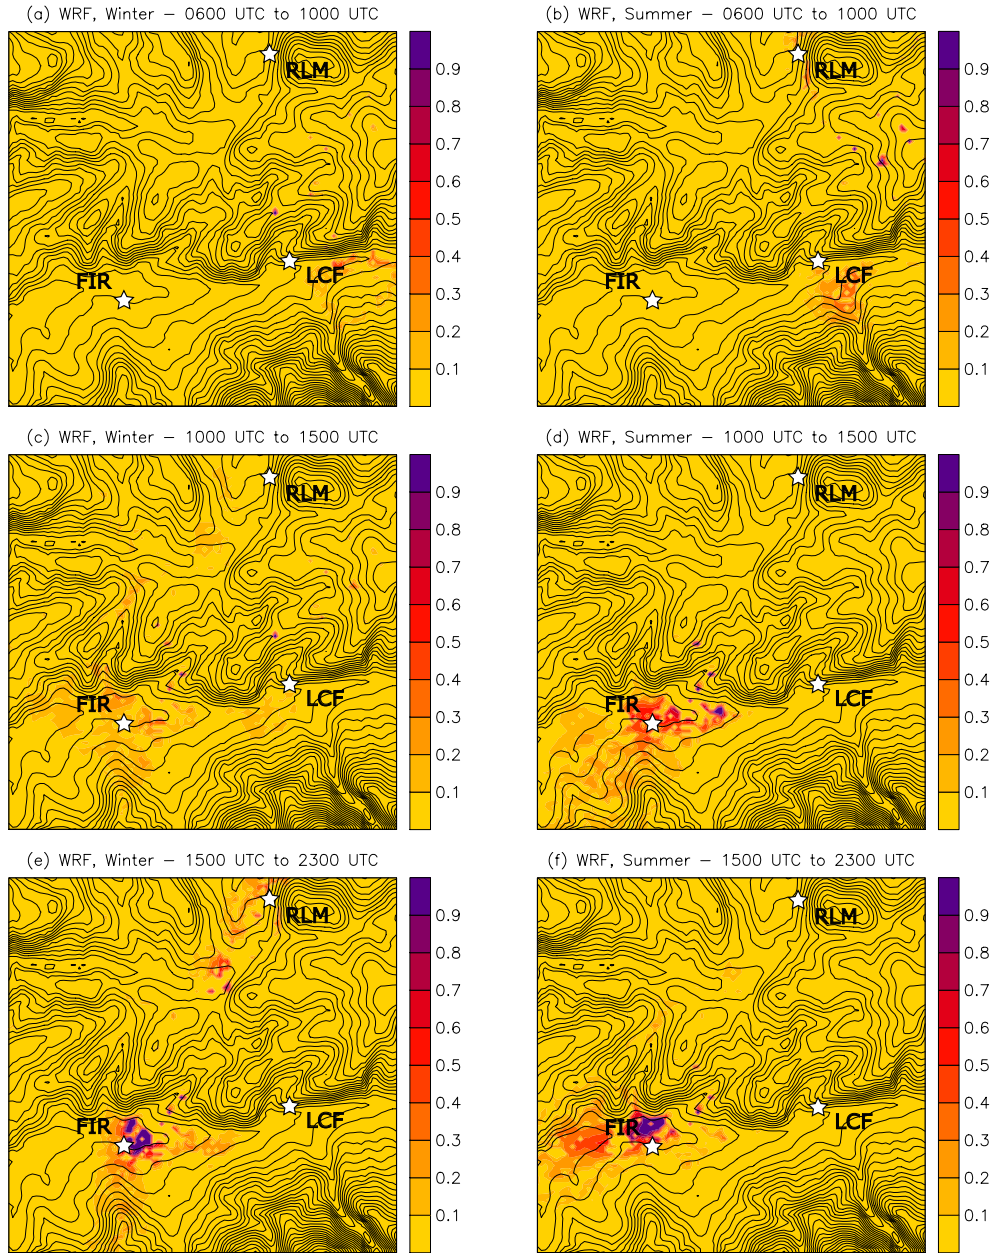 (a) WRF, Winter – 0600 UTC to 1000 UTC
RLM
FIR
LCF
0.9
0.8
0.7
0.6
0.5
0.4
0.3
0.2
0.1
(b) WRF, Summer – 0600 UTC to 1000 UTC
RLM
FIR
LCF
0.9
0.8
0.7
0.6
0.5
0.4
0.3
0.2
0.1
(c) WRF, Winter – 1000 UTC to 1500 UTC
RLM
FIR
LCF
0.9
0.8
0.7
0.6
0.5
0.4
0.3
0.2
0.1
(d) WRF, Summer – 1000 UTC to 1500 UTC
RLM
FIR
LCF
0.9
0.8
0.7
0.6
0.5
0.4
0.3
0.2
0.1
(e) WRF, Winter – 1500 UTC to 2300 UTC
RLM
FIR
LCF
0.9
0.8
0.7
0.6
0.5
0.4
0.3
0.2
0.1
(f) WRF, Summer – 1500 UTC to 2300 UTC
RLM
FIR
LCF
0.9
0.8
0.7
0.6
0.5
0.4
0.3
0.2
0.1